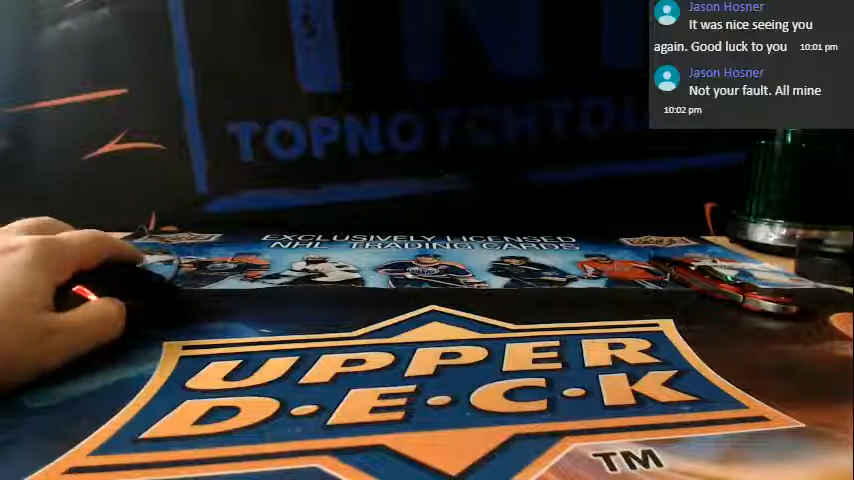 Jason Hosner
It was nice seeing you
again. Good luck to you 10:01 pm
Jason Hosner
Not your fault. All mine
10:02 pm
EXCLUSIVELY LICENSED
NHL TRADING CARDS
UPPER
D·E·C·K
TM